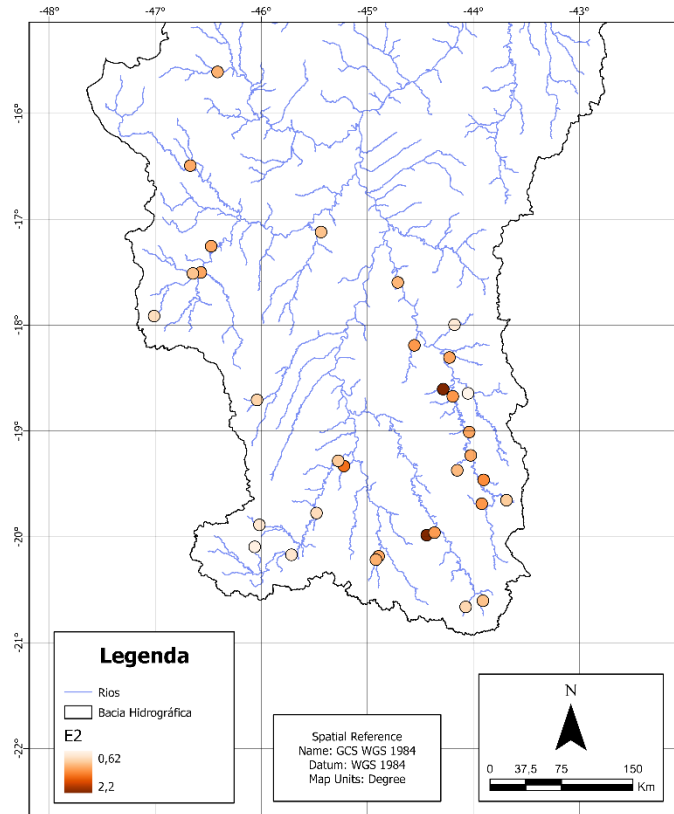 -48° -47° -46° -45° -44° -43°
-16°
-17°
-18°
-19°
-20°
-21°
-22°
Legenda
Rios
Bacia Hidrográfica
E2
0,62
2,2
Spatial Reference
Name: GCS WGS 1984
Datum: WGS 1984
Map Units: Degree
N
0 37,5 75 150
Km